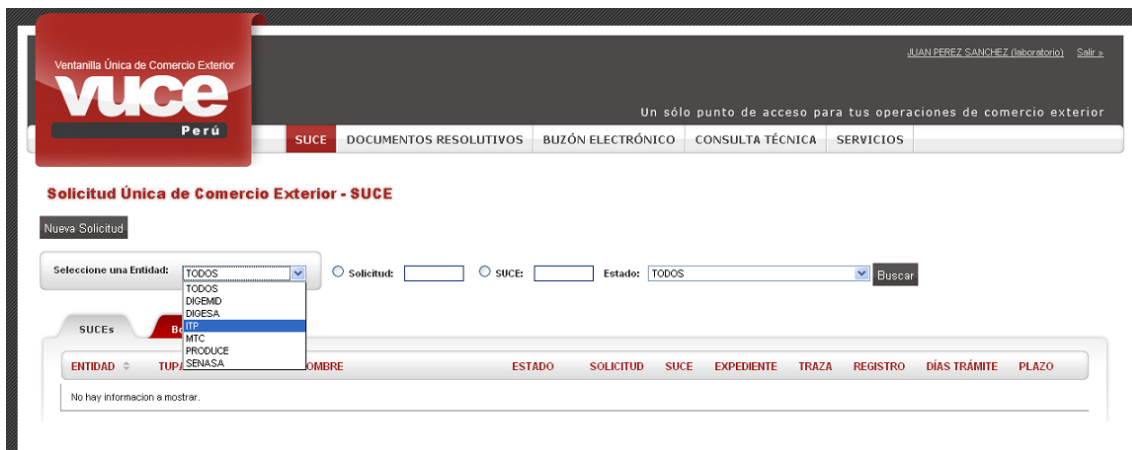 JUAN PEREZ SANCHEZ (laboratorio) Salir »
Ventanilla Única de Comercio Exterior
vuce
Perú
Un sólo punto de acceso para tus operaciones de comercio exterior
SUCE DOCUMENTOS RESOLUTIVOS BUZÓN ELECTRÓNICO CONSULTA TÉCNICA SERVICIOS
Solicitud Única de Comercio Exterior - SUCE
Nueva Solicitud
Seleccione una Entidad: TODOS Solicitud: SUCE: Estado: TODOS Buscar
TODOS
DIGEMID
DIGESA
ITP
MTC
PRODUCE
SENASA
SUCEs
ENTIDAD ESTADO SOLICITUD SUCE EXPEDIENTE TRAZA REGISTRO DÍAS TRÁMITE PLAZO
No hay informacion a mostrar.